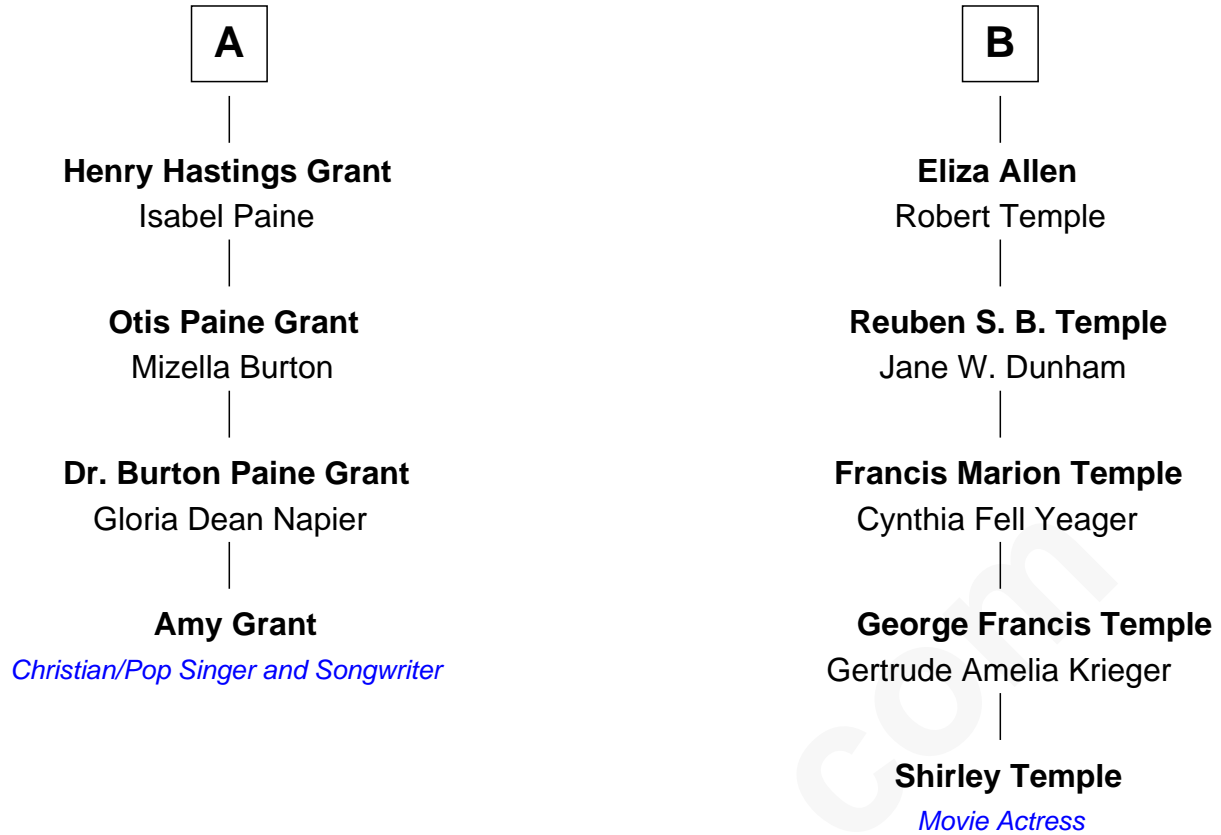 A
Henry Hastings Grant
Isabel Paine
Otis Paine Grant
Mizella Burton
Dr. Burton Paine Grant
Gloria Dean Napier
Amy Grant
Christian/Pop Singer and Songwriter
B
Eliza Allen
Robert Temple
Reuben S. B. Temple
Jane W. Dunham
Francis Marion Temple
Cynthia Fell Yeager
George Francis Temple
Gertrude Amelia Krieger
Shirley Temple
Movie Actress
com